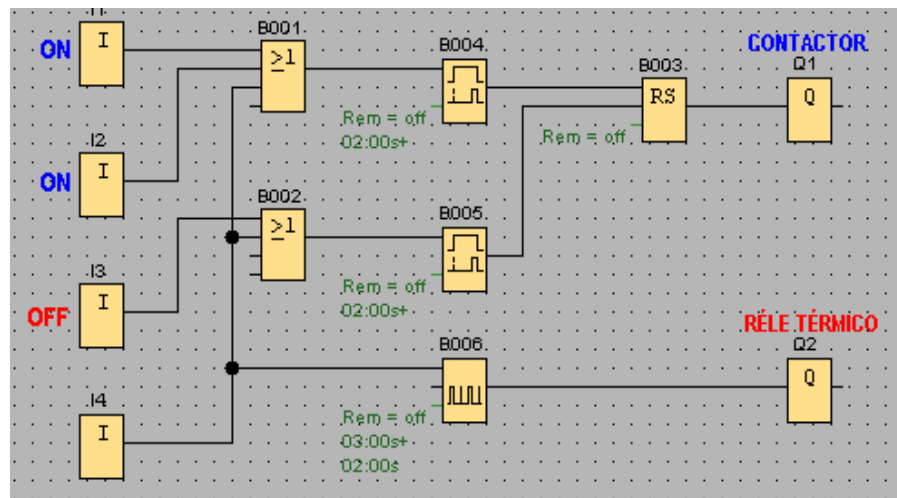 I1
I
ON
B001
≥1
B004
Rem = off
02:00s+
B003
RS
Rem = off
CONTACTOR
Q1
Q
I2
I
ON
B002
≥1
B005
Rem = off
02:00s+
I3
I
OFF
B006
Rem = off
03:00s+
02:00s
RÉLE TÉRMICO
Q2
Q
I4
I